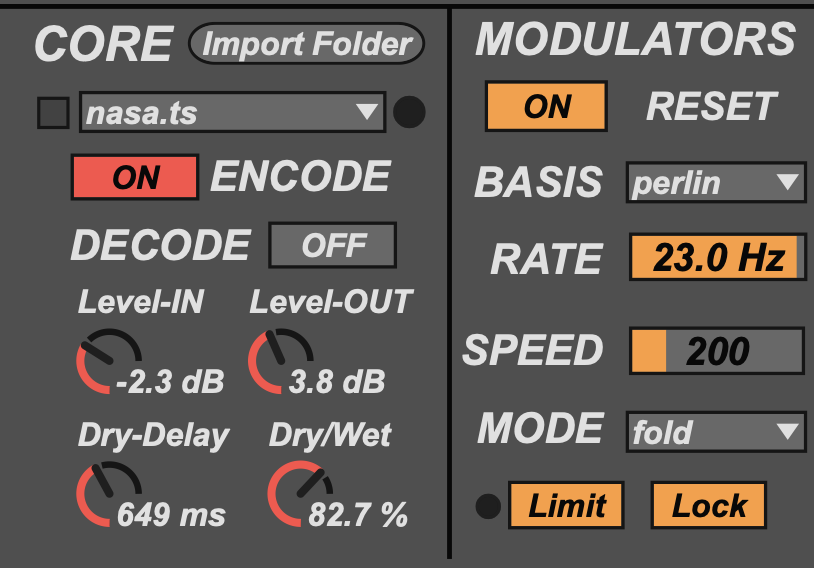 CORE Import Folder
nasa.ts
ON ENCODE
DECODE OFF
Level-IN Level-OUT
-2.3 dB 3.8 dB
Dry-Delay Dry/Wet
649 ms 82.7 %
MODULATORS
ON RESET
BASIS perlin
RATE 23.0 Hz
SPEED 200
MODE fold
Limit Lock